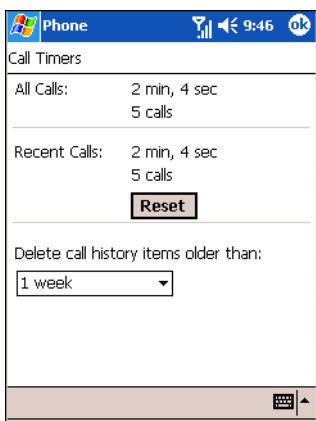 Phone 9:46 ok
Call Timers
All Calls: 2 min, 4 sec
5 calls
Recent Calls: 2 min, 4 sec
5 calls
Reset
Delete call history items older than:
1 week